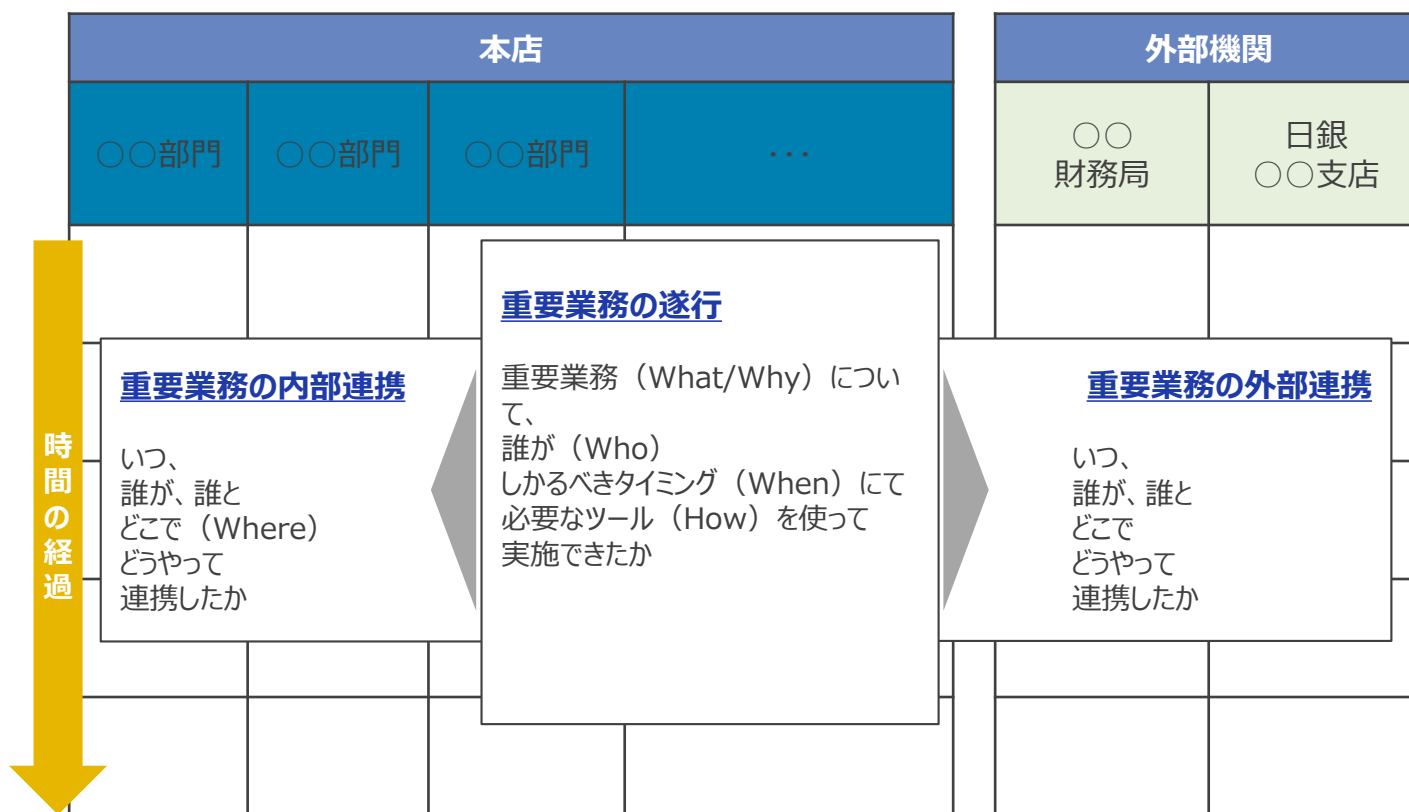 本店
外部機関
○○部門
○○部門
○○部門
･･･
○○
財務局
日銀
○○支店
時間の経過
重要業務の内部連携
いつ、
誰が、誰と
どこで（Where）
どうやって
連携したか
重要業務の遂行
重要業務（What/Why）につい
て、
誰が（Who）
しかるべきタイミング（When）にて
必要なツール（How）を使って
実施できたか
重要業務の外部連携
いつ、
誰が、誰と
どこで
どうやって
連携したか